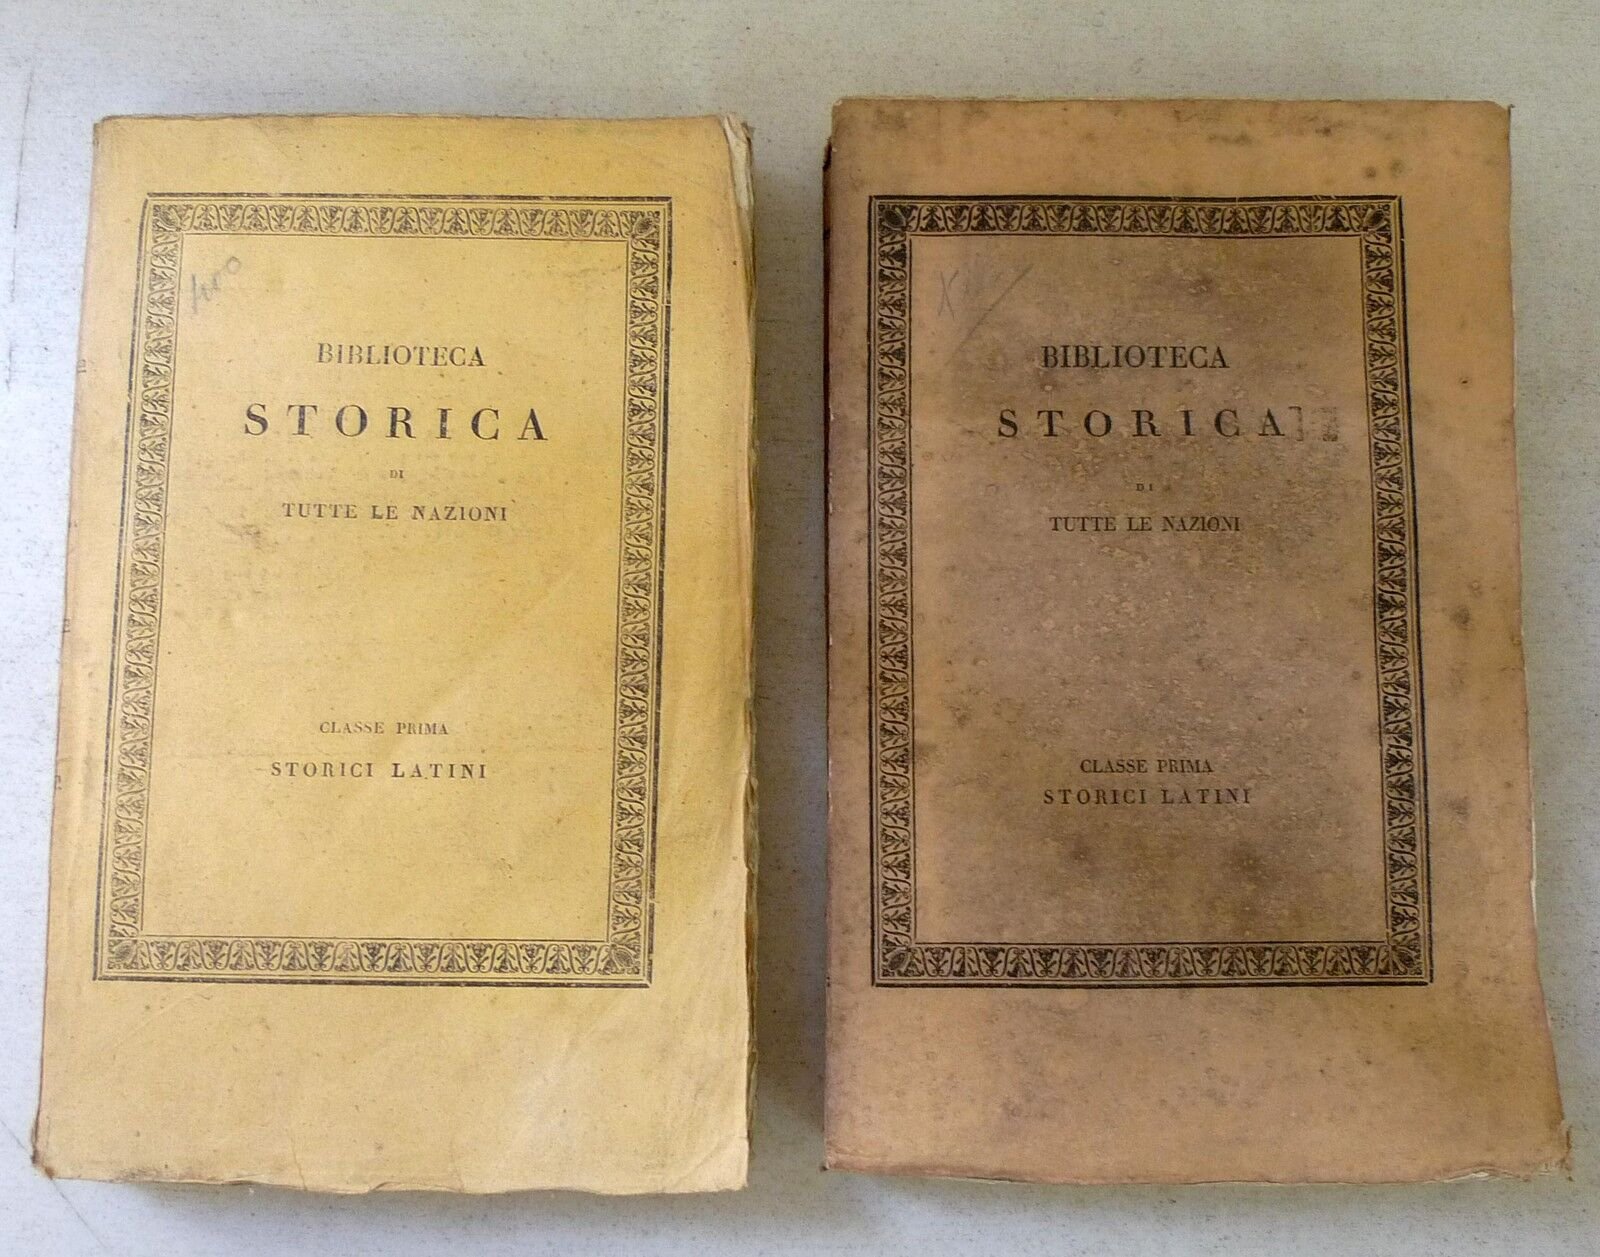 BIBLIOTECA
STORICA
DI
TUTTE LE NAZIONI
CLASSE PRIMA
STORICI LATINI
BIBLIOTECA
STORICA
DI
TUTTE LE NAZIONI
CLASSE PRIMA
STORICI LATINI